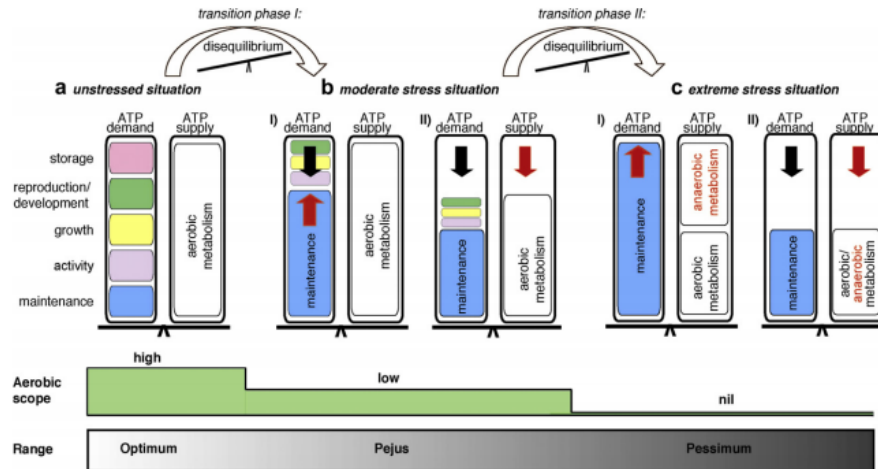 transition phase I:
disequilibrium
transition phase II:
disequilibrium
a unstressed situation
b moderate stress situation
c extreme stress situation
ATP demand
ATP supply
I) ATP demand
ATP supply
II) ATP demand
ATP supply
I) ATP demand
ATP supply
II) ATP demand
ATP supply
storage
reproduction/
development
growth
activity
maintenance
aerobic
metabolism
maintenance
aerobic
metabolism
maintenance
aerobic
metabolism
maintenance
anaerobic
metabolism
aerobic
metabolism
maintenance
aerobic/
anaerobic
metabolism
Aerobic
scope
high
low
nil
Range
Optimum
Pejus
Pessimum